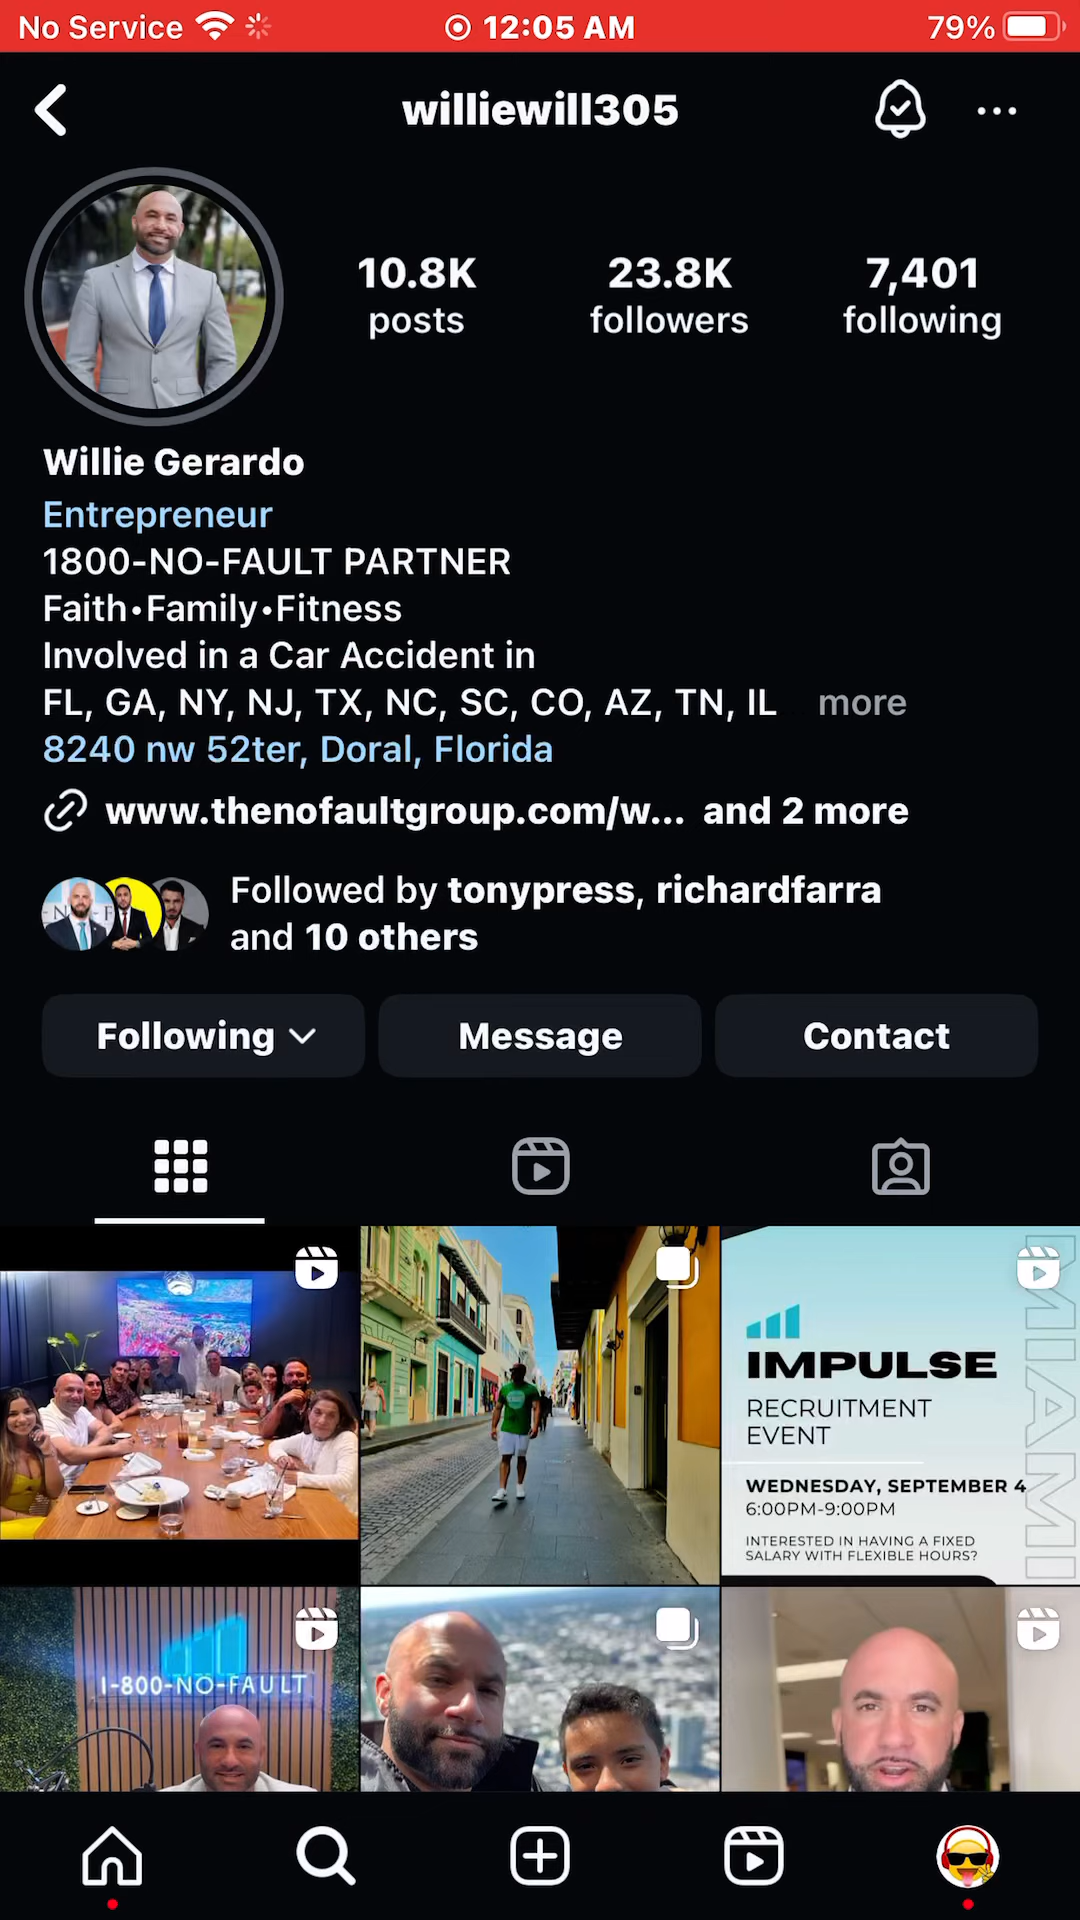 No Service 12:05 AM 79%
williewill305
10.8K 23.8K 7,401
posts followers following
Willie Gerardo
Entrepreneur
1800-NO-FAULT PARTNER
Faith•Family•Fitness
Involved in a Car Accident in
FL, GA, NY, NJ, TX, NC, SC, CO, AZ, TN, IL more
8240 nw 52ter, Doral, Florida
www.thenofaultgroup.com/w... and 2 more
Followed by tonypress, richardfarra
and 10 others
Following Message Contact
IMPULSE
RECRUITMENT
EVENT
WEDNESDAY, SEPTEMBER 4
6:00PM-9:00PM
INTERESTED IN HAVING A FIXED
SALARY WITH FLEXIBLE HOURS?
MIAMI
1-800-NO-FAULT